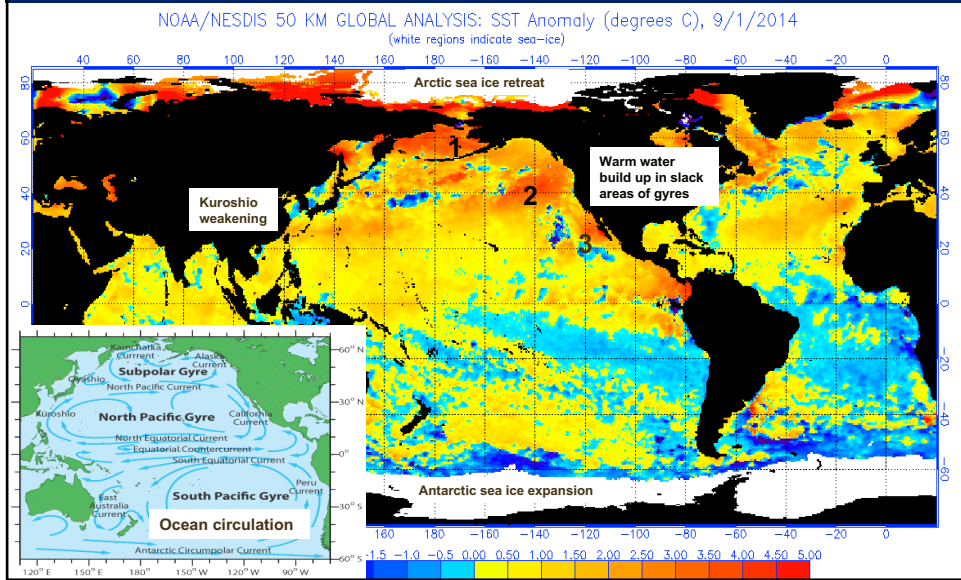 NOAA/NESDIS 50 KM GLOBAL ANALYSIS: SST Anomaly (degrees C), 9/1/2014
(white regions indicate sea-ice)
40 60 80 100 120 140 160 180 -160 -140 -120 -100 -80 -60 -40 -20 0
Arctic sea ice retreat
80 80
60 60
1
Warm water
build up in slack
areas of gyres
2
40 40
Kuroshio
weakening
3
20 20
0 0
-20
-40
-60
Antarctic sea ice expansion
160 -140 -120 -100 -80 -60 -40 -20 0
-1.5 -1.0 -0.5 0.00 0.50 1.00 1.50 2.00 2.50 3.00 3.50 4.00 4.50 5.00
Kamchatka
Currrent
Alaska
Current
60° N
Subpolar Gyre
Oyashio
North Pacific Current
30° N
Kuroshio
North Pacific Gyre
California
Current
North Equatorial Current
Equatorial Countercurrent
0°
South Equatorial Current
South Pacific Gyre
Peru
Current
East
Australia
Current
30° S
Ocean circulation
Antarctic Circumpolar Current
60° S
120° E 150° E 180° 150° W 120° W 90° W